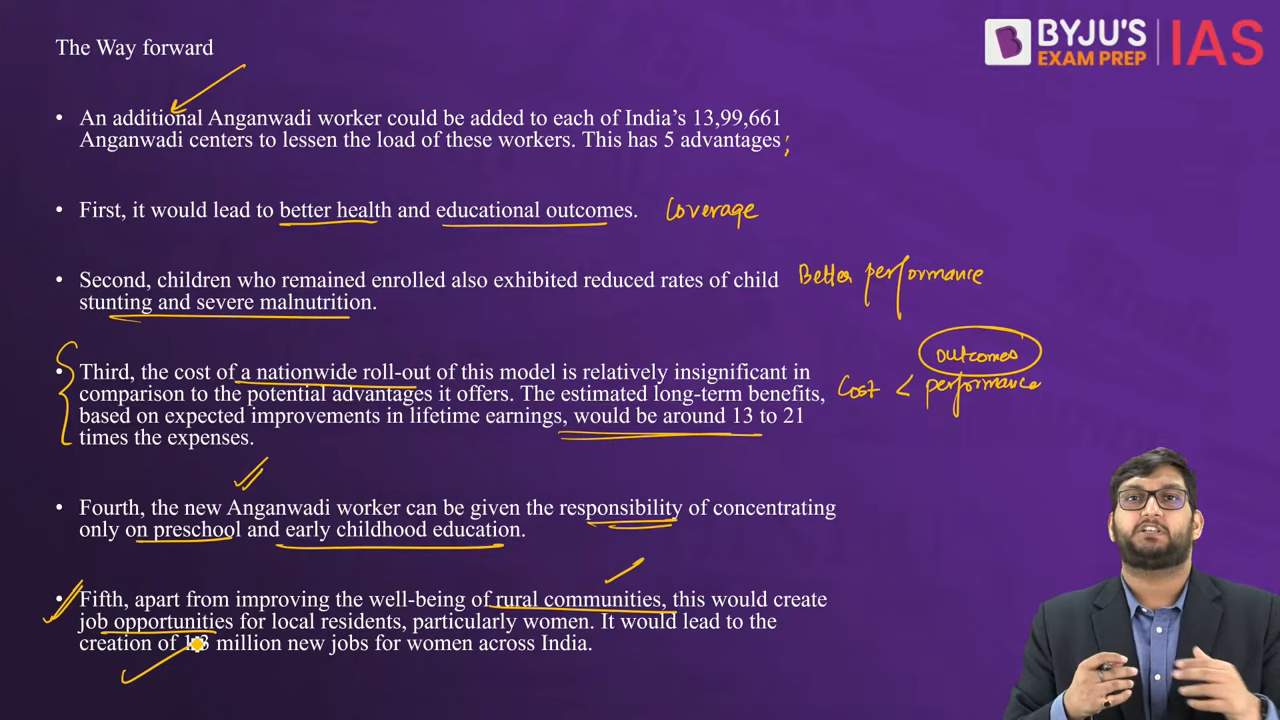 The Way forward
BYJU'S
EXAM PREP
IAS
• An additional Anganwadi worker could be added to each of India's 13,99,661
Anganwadi centers to lessen the load of these workers. This has 5 advantages;
• First, it would lead to better health and educational outcomes. Coverage
• Second, children who remained enrolled also exhibited reduced rates of child
stunting and severe malnutrition.
Better performance
• Third, the cost of a nationwide roll-out of this model is relatively insignificant in
comparison to the potential advantages it offers. The estimated long-term benefits,
based on expected improvements in lifetime earnings, would be around 13 to 21
times the expenses.
outcomes
Cost < performance
• Fourth, the new Anganwadi worker can be given the responsibility of concentrating
only on preschool and early childhood education.
• Fifth, apart from improving the well-being of rural communities, this would create
job opportunities for local residents, particularly women. It would lead to the
creation of million new jobs for women across India.